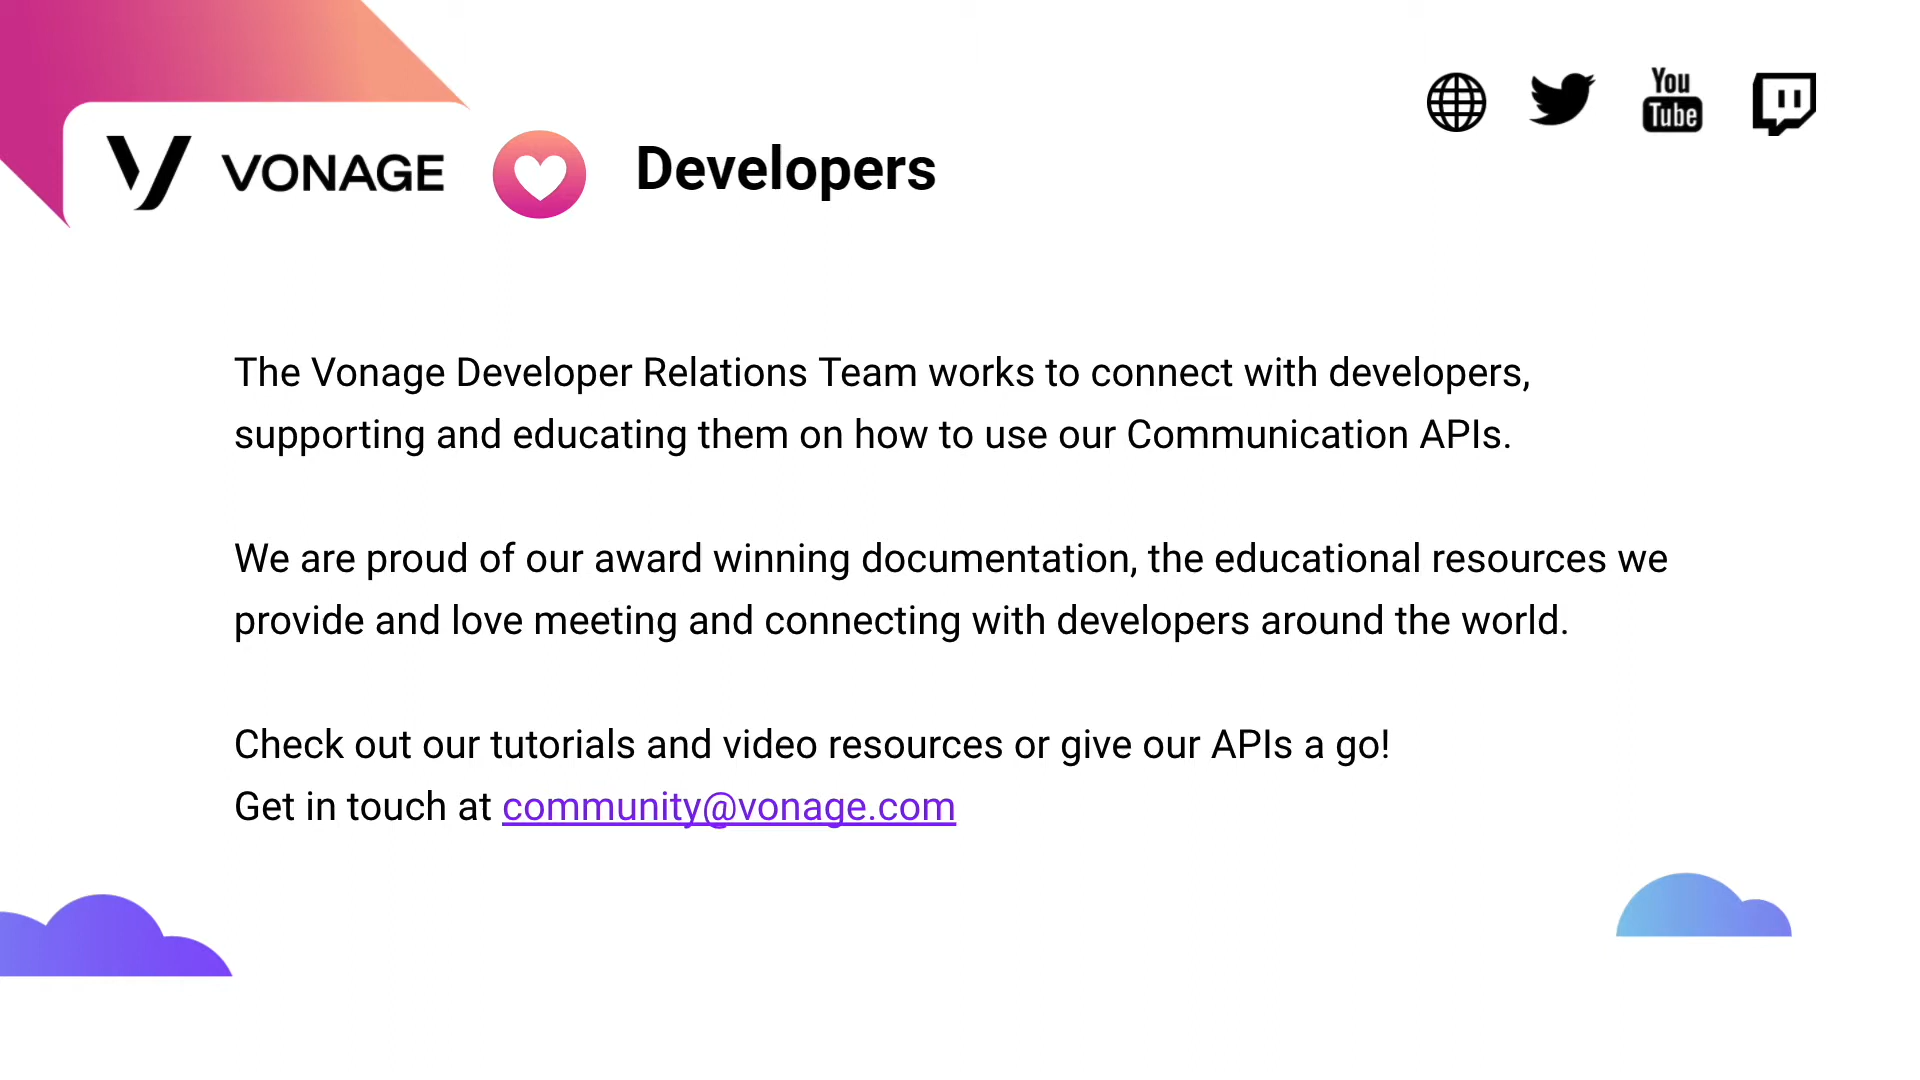 VONAGE Developers
You
Tube
The Vonage Developer Relations Team works to connect with developers,
supporting and educating them on how to use our Communication APIs.
We are proud of our award winning documentation, the educational resources we
provide and love meeting and connecting with developers around the world.
Check out our tutorials and video resources or give our APIs a go!
Get in touch at community@vonage.com